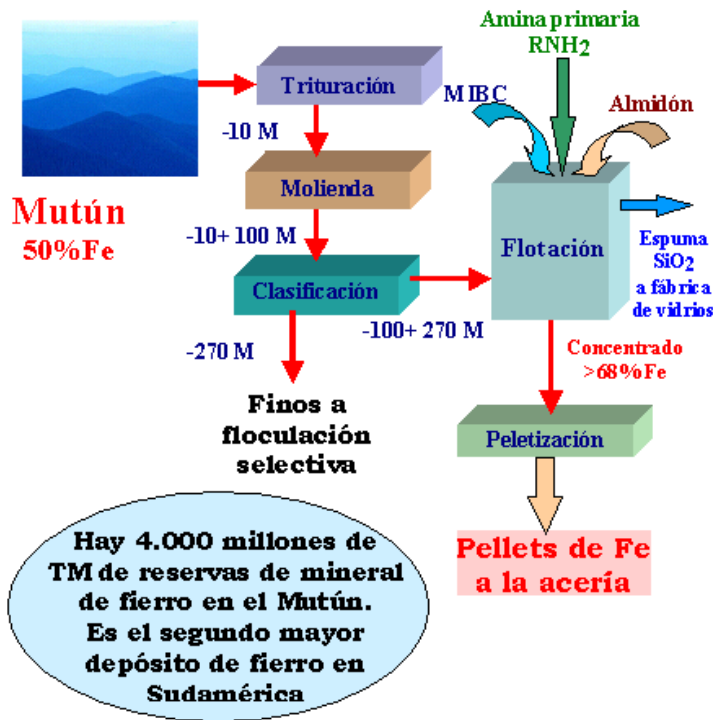 Amina primaria
RNH2
MIBC
Almidón
Trituración
-10 M
Molienda
Mutún
50%Fe
-10+ 100 M
Clasificación
Flotación
Espuma
SiO2
a fábrica
de vidrios
-100+ 270 M
-270 M
Concentrado
>68%Fe
Finos a
floculación
selectiva
Peletización
Hay 4.000 millones de
TM de reservas de mineral
de fierro en el Mutún.
Es el segundo mayor
depósito de fierro en
Sudamérica
Pellets de Fe
a la acería